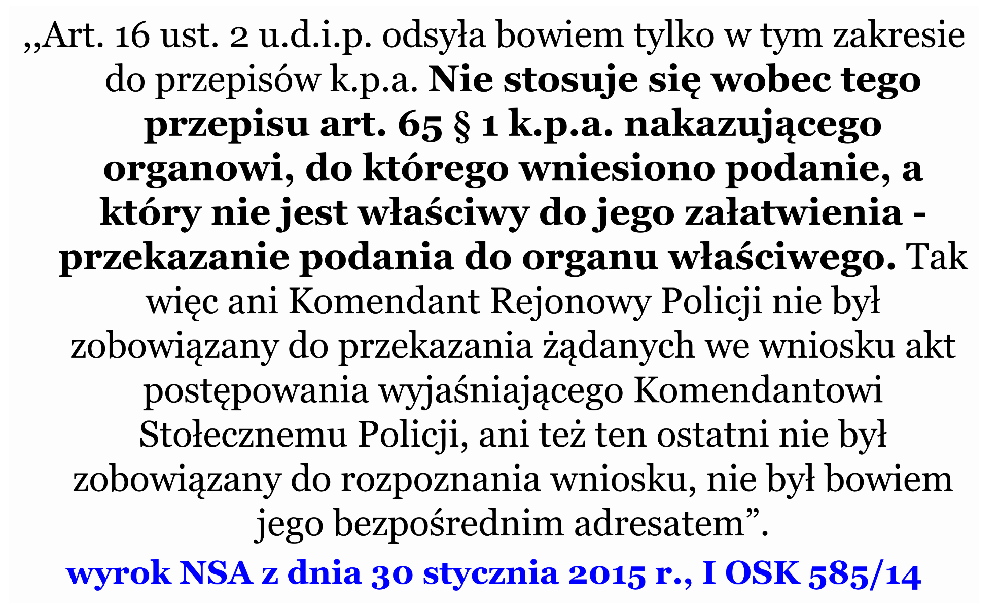 ,,Art. 16 ust. 2 u.d.i.p. odsyła bowiem tylko w tym zakresie
do przepisów k.p.a. Nie stosuje się wobec tego
przepisu art. 65 § 1 k.p.a. nakazującego
organowi, do którego wniesiono podanie, a
który nie jest właściwy do jego załatwienia -
przekazanie podania do organu właściwego. Tak
więc ani Komendant Rejonowy Policji nie był
zobowiązany do przekazania żądanych we wniosku akt
postępowania wyjaśniającego Komendantowi
Stołecznemu Policji, ani też ten ostatni nie był
zobowiązany do rozpoznania wniosku, nie był bowiem
jego bezpośrednim adresatem”.
wyrok NSA z dnia 30 stycznia 2015 r., I OSK 585/14